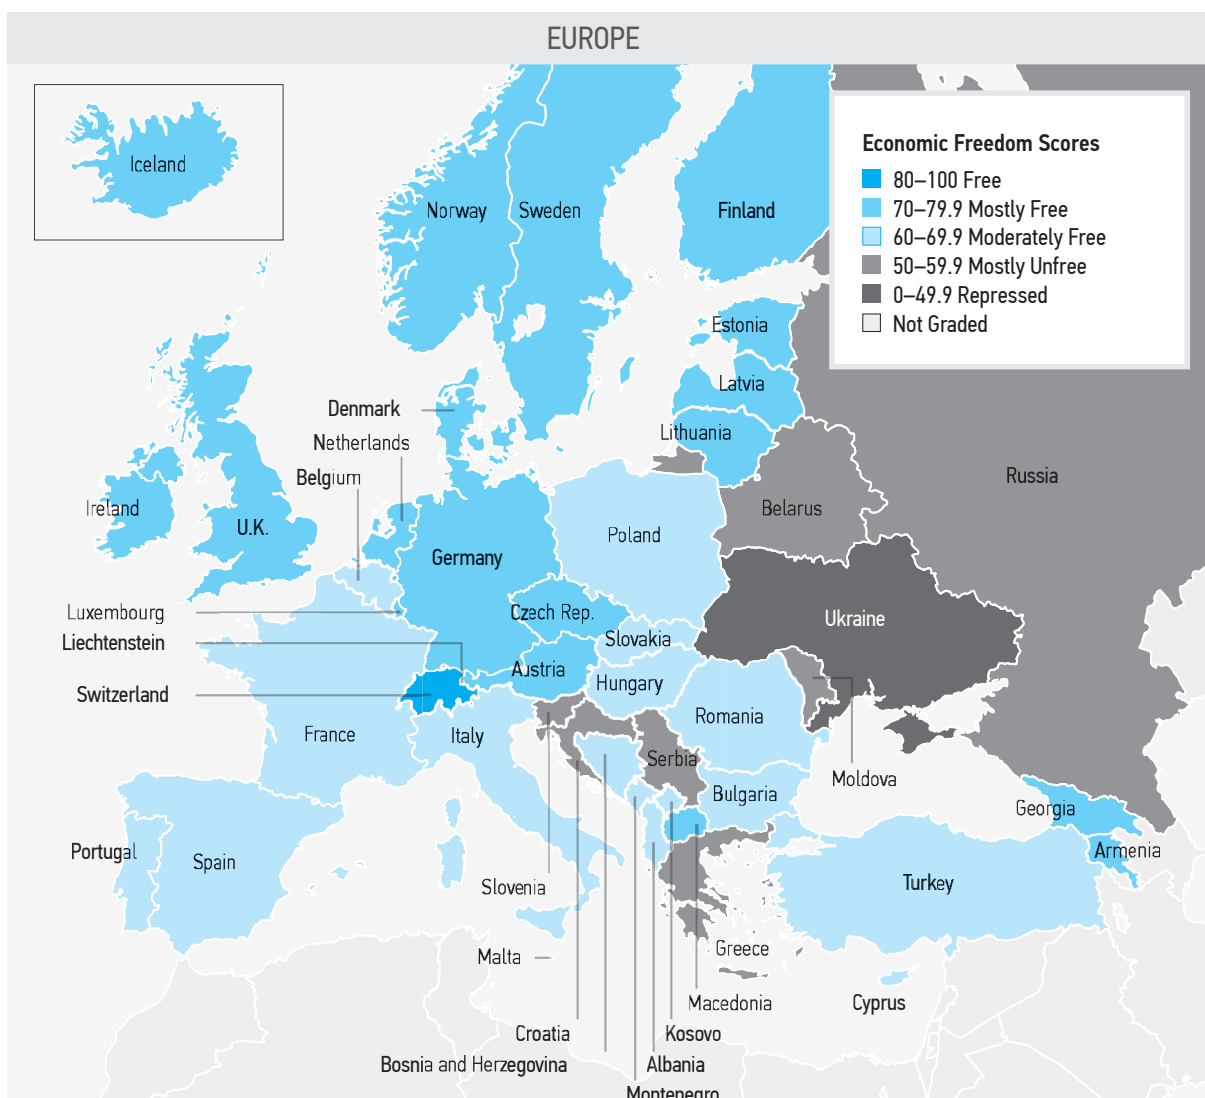 EUROPE
Iceland
Norway
Sweden
Finland
Economic Freedom Scores
80–100 Free
70–79.9 Mostly Free
60–69.9 Moderately Free
50–59.9 Mostly Unfree
0–49.9 Repressed
Not Graded
Estonia
Latvia
Denmark
Lithuania
Netherlands
Belgium
Russia
Ireland
Belarus
U.K.
Poland
Germany
Luxembourg
Czech Rep.
Ukraine
Liechtenstein
Slovakia
Austria
Hungary
Switzerland
Romania
France
Italy
Serbia
Moldova
Bulgaria
Georgia
Portugal
Spain
Armenia
Slovenia
Turkey
Greece
Malta
Macedonia
Cyprus
Croatia
Kosovo
Bosnia and Herzegovina
Albania
Montenegro